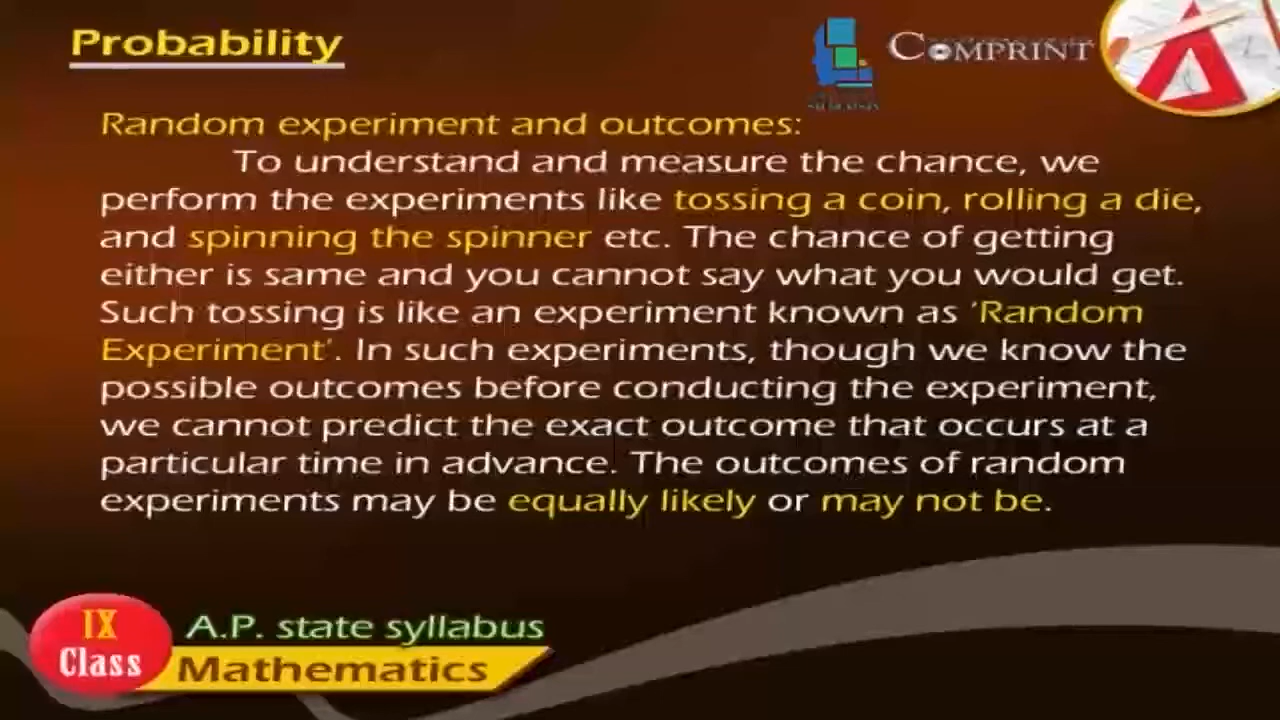 Probability
COMPRINT
Random experiment and outcomes:
To understand and measure the chance, we
perform the experiments like tossing a coin, rolling a die,
and spinning the spinner etc. The chance of getting
either is same and you cannot say what you would get.
Such tossing is like an experiment known as ‘Random
Experiment’. In such experiments, though we know the
possible outcomes before conducting the experiment,
we cannot predict the exact outcome that occurs at a
particular time in advance. The outcomes of random
experiments may be equally likely or may not be.
IX
Class
A.P. state syllabus
Mathematics